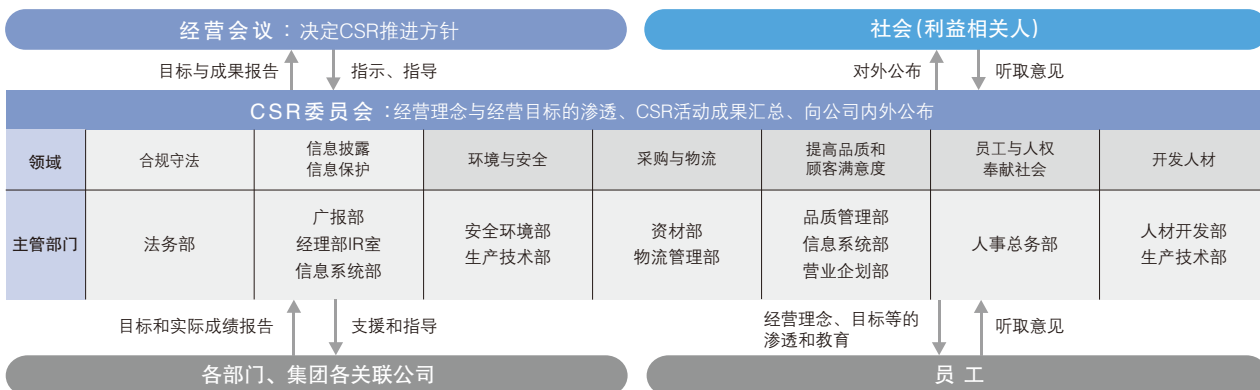 经营会议：决定CSR推进方针
社会(利益相关人)
目标与成果报告
指示、指导
对外公布
听取意见
CSR委员会：经营理念与经营目标的渗透、CSR活动成果汇总、向公司内外公布
领域
合规守法
信息披露
信息保护
环境与安全
采购与物流
提高品质和
顾客满意度
员工与人权
奉献社会
开发人材
主管部门
法务部
广报部
经理部IR室
信息系统部
安全环境部
生产技术部
资材部
物流管理部
品质管理部
信息系统部
营业企划部
人事总务部
人材开发部
生产技术部
目标和实际成绩报告
支援和指导
经营理念、目标等的
渗透和教育
听取意见
各部门、集团各关联公司
员 工